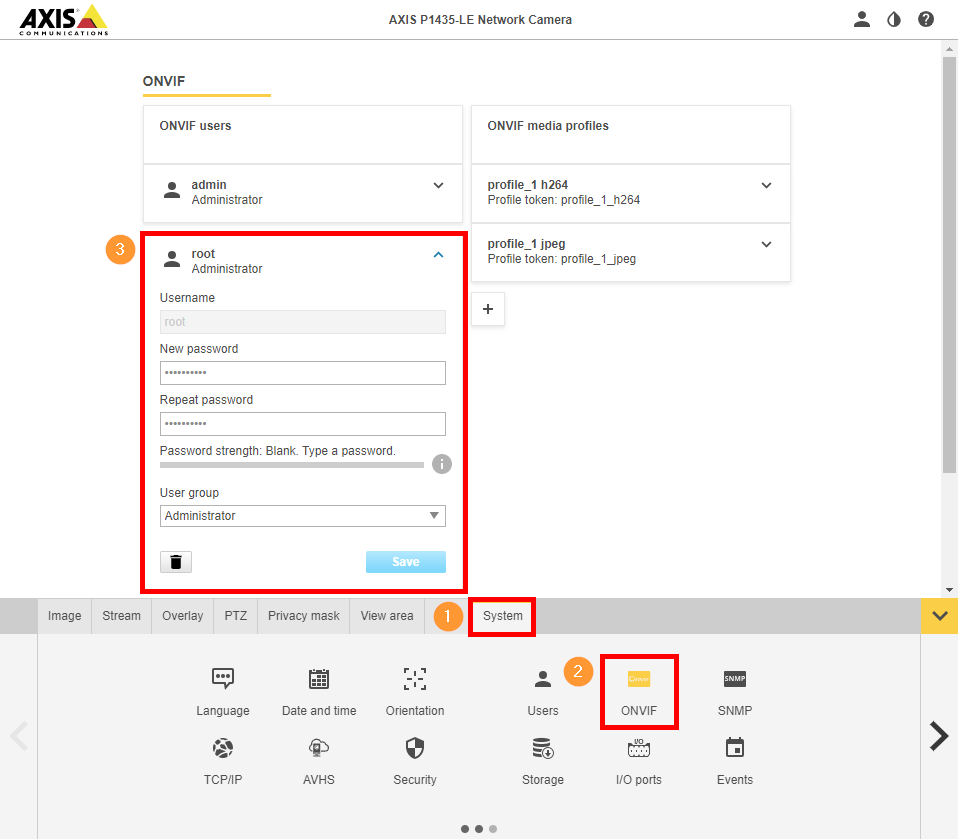 AXIS
COMMUNICATIONS
AXIS P1435-LE Network Camera
ONVIF
ONVIF users
admin
Administrator
3
root
Administrator
Username
root
New password
••••••••••
Repeat password
••••••••••
Password strength: Blank. Type a password.
User group
Administrator
Save
ONVIF media profiles
profile_1 h264
Profile token: profile_1_h264
profile_1 jpeg
Profile token: profile_1_jpeg
+
Image Stream Overlay PTZ Privacy mask View area 1 System
2
SNMP
Language Date and time Orientation Users ONVIF SNMP
I/O
TCP/IP AVHS Security Storage I/O ports Events